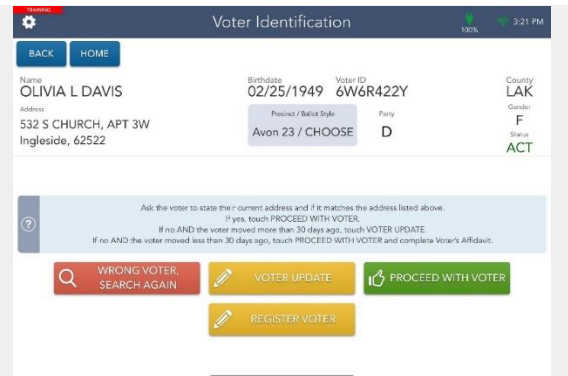 TRAINING
Voter Identification
100%
3:21 PM
BACK
HOME
Name
OLIVIA L DAVIS
Birthdate
02/25/1949
Voter ID
6W6R422Y
County
LAK
Address
532 S CHURCH, APT 3W
Ingleside, 62522
Precinct / Ballot Style
Avon 23 / CHOOSE
Party
D
Gender
F
Status
ACT
?
Ask the voter to state their current address and if it matches the address listed above.
If yes, touch PROCEED WITH VOTER.
If no AND the voter moved more than 30 days ago, touch VOTER UPDATE.
If no AND the voter moved less than 30 days ago, touch PROCEED WITH VOTER and complete Voter's Affidavit.
WRONG VOTER,
SEARCH AGAIN
VOTER UPDATE
PROCEED WITH VOTER
REGISTER VOTER